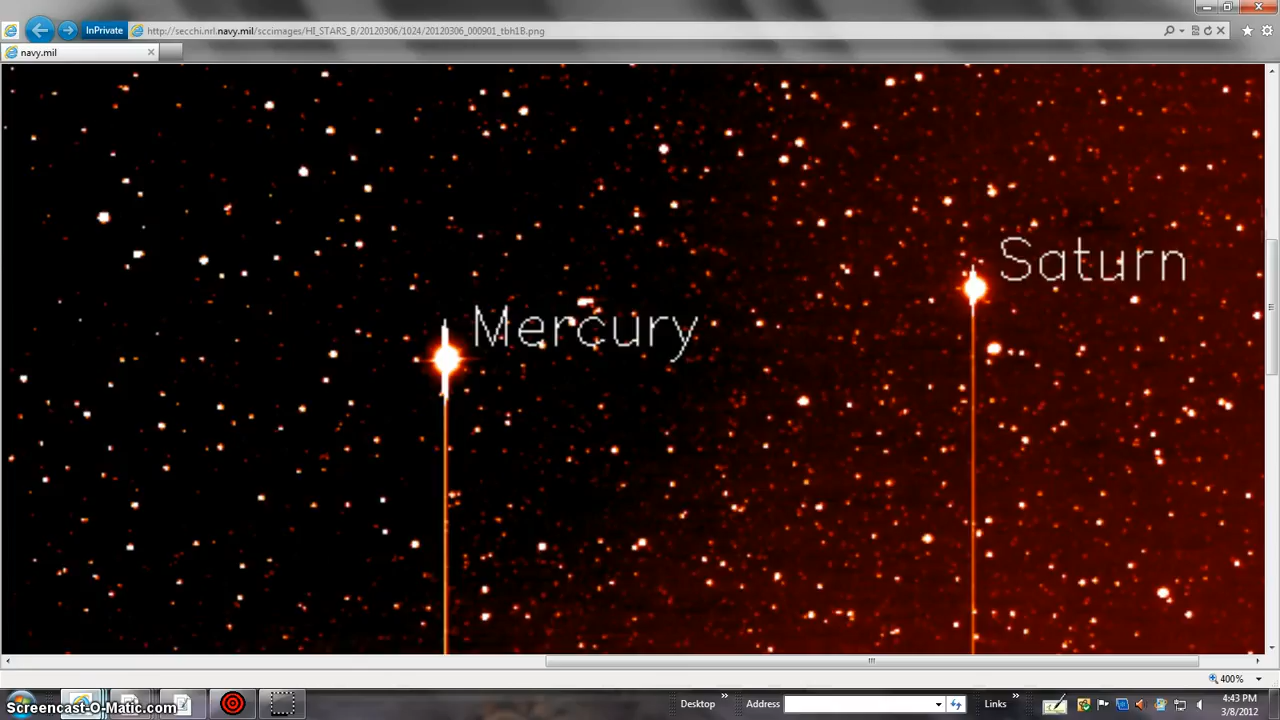 InPrivate
http://secchi.nrl.navy.mil/sccimages/HI_STARS_B/20120306/1024/20120306_000901_tbh1B.png
navy.mil
Saturn
Mercury
400%
Screencast-O-Matic.com
Desktop
Address
Links
4:43 PM
3/8/2012